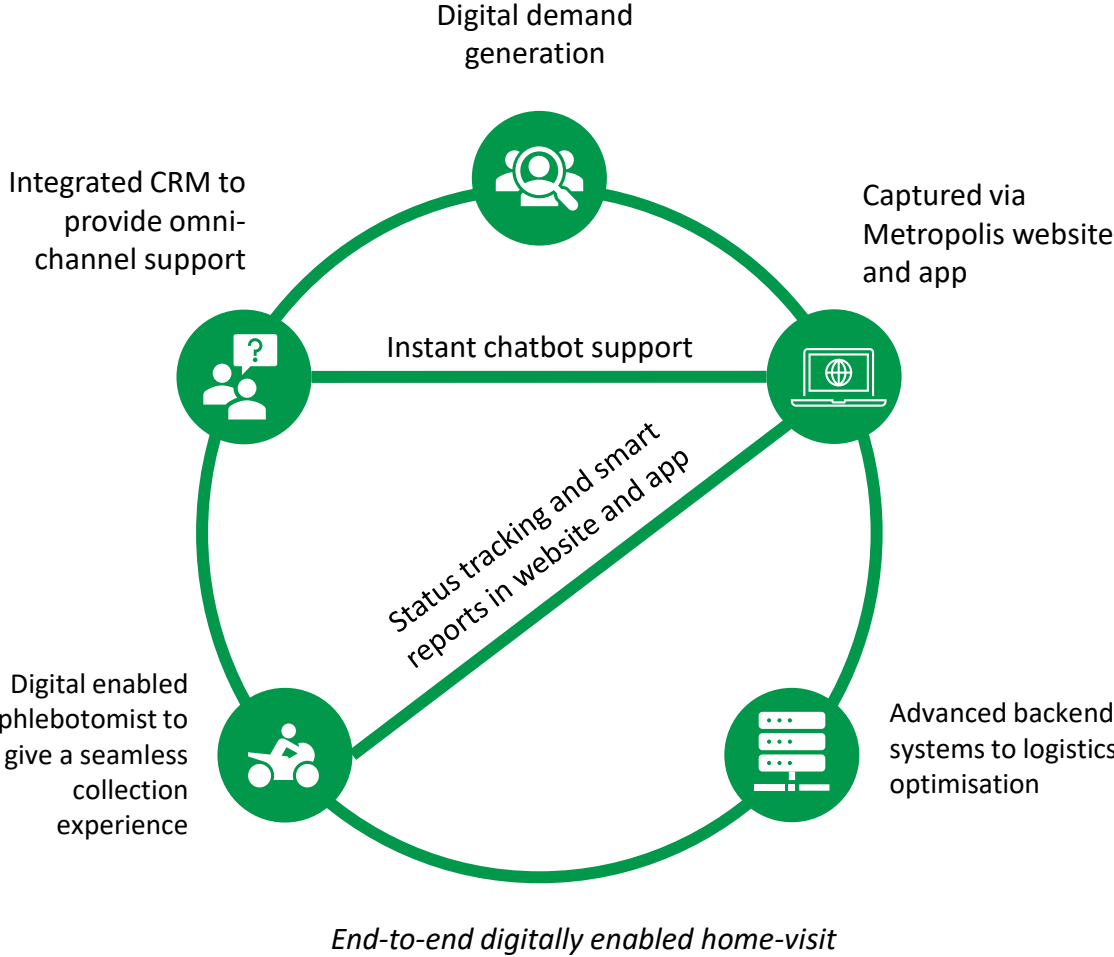 Digital demand
generation
Integrated CRM to
provide omni-
channel support
Captured via
Metropolis website
and app
?
Instant chatbot support
Status tracking and smart
reports in website and app
Digital enabled
phlebotomist to
give a seamless
collection
experience
Advanced backend
systems to logistics
optimisation
End-to-end digitally enabled home-visit